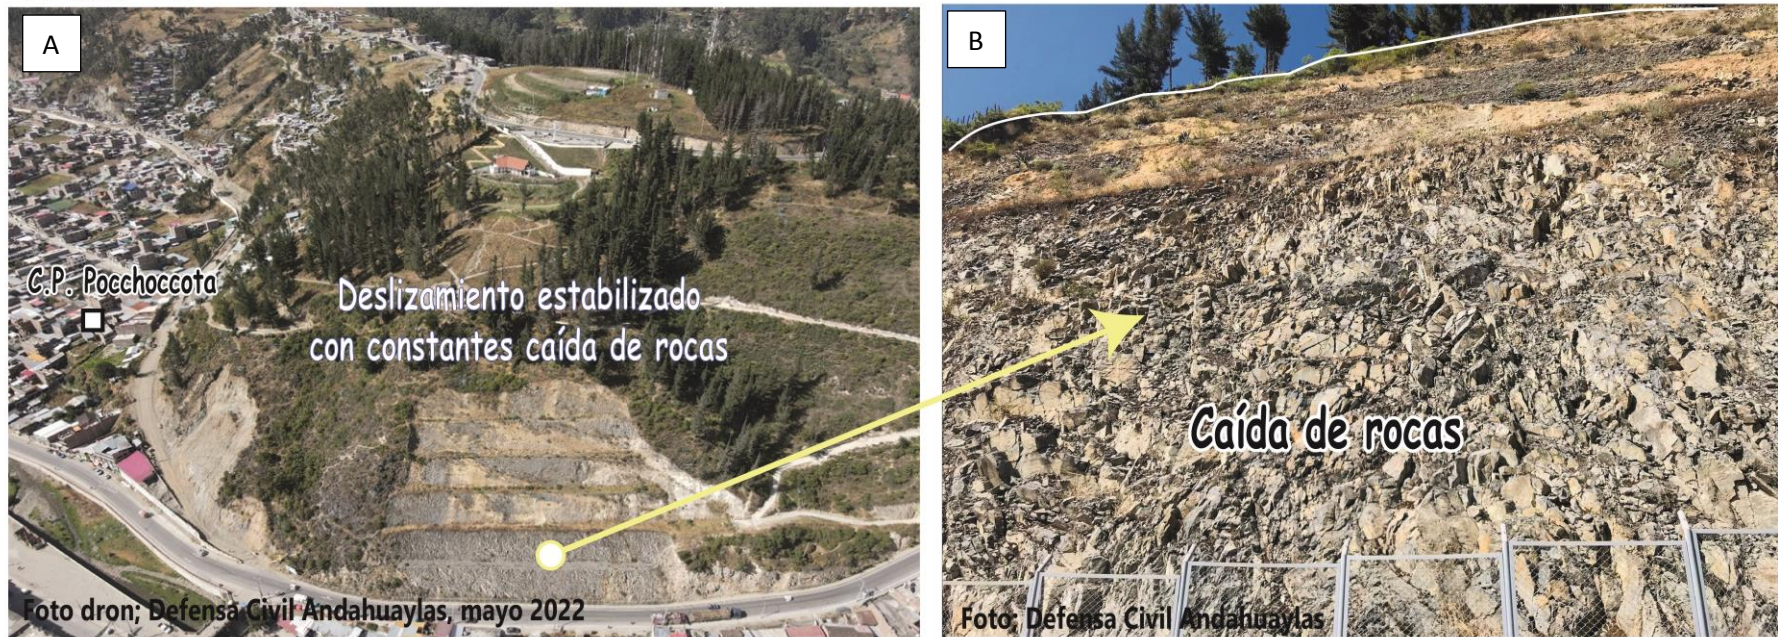 A
C.P. Pocchoccota
Deslizamiento estabilizado
con constantes caída de rocas
Foto dron; Defensa Civil Andahuaylas, mayo 2022
B
Caída de rocas
Foto; Defensa Civil Andahuaylas